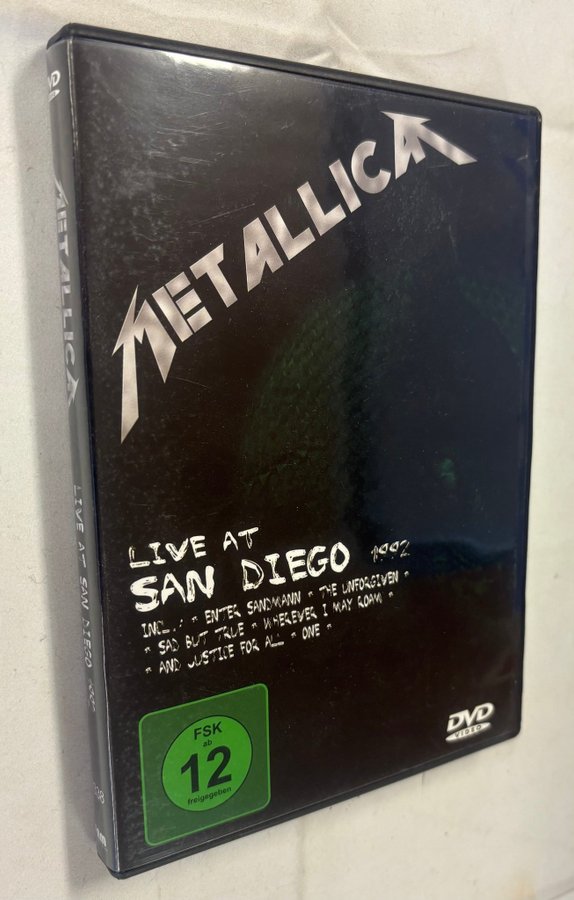 METALLICA
LIVE AT
SAN DIEGO 1992
INCL.: " ENTER SANDMANN " THE UNFORGIVEN "
" SAD BUT TRUE " WHEREVER I MAY ROAM "
" AND JUSTICE FOR ALL " ONE "
FSK
ab
12
freigegeben
DVD
VIDEO
DVD
METALLICA
LIVE AT SAN DIEGO 1992